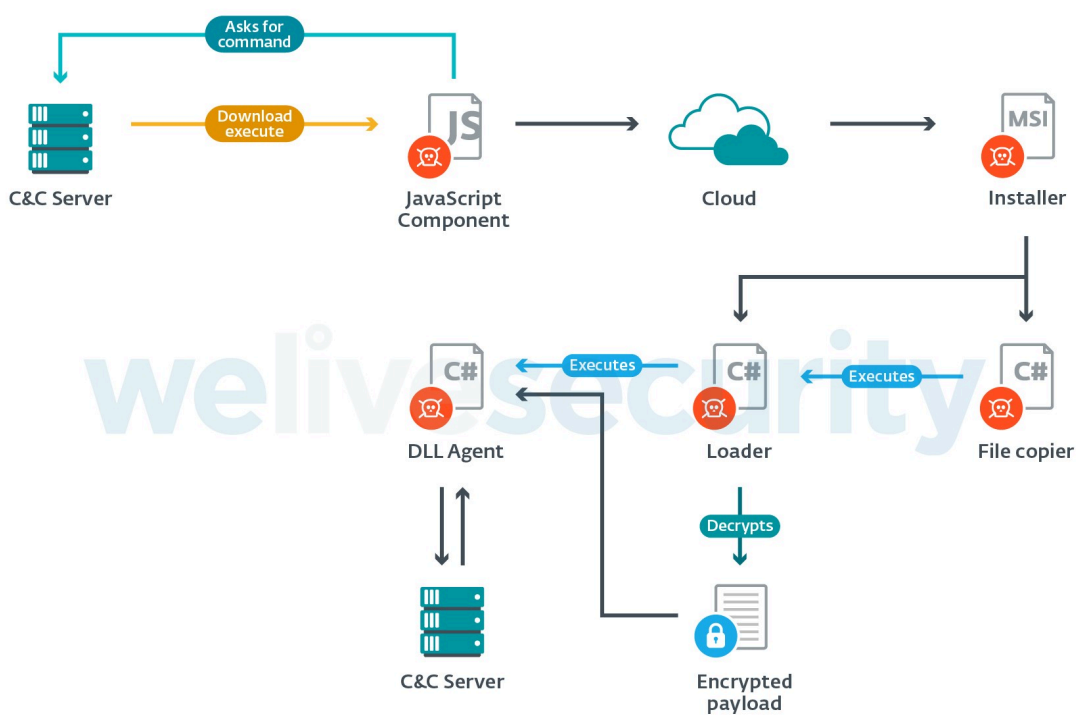 Asks for
command
Download
execute
JS
MSI
C&C Server
JavaScript
Component
Cloud
Installer
welivesecurity
C#
Executes
C#
Executes
C#
DLL Agent
Loader
File copier
Decrypts
C&C Server
Encrypted
payload